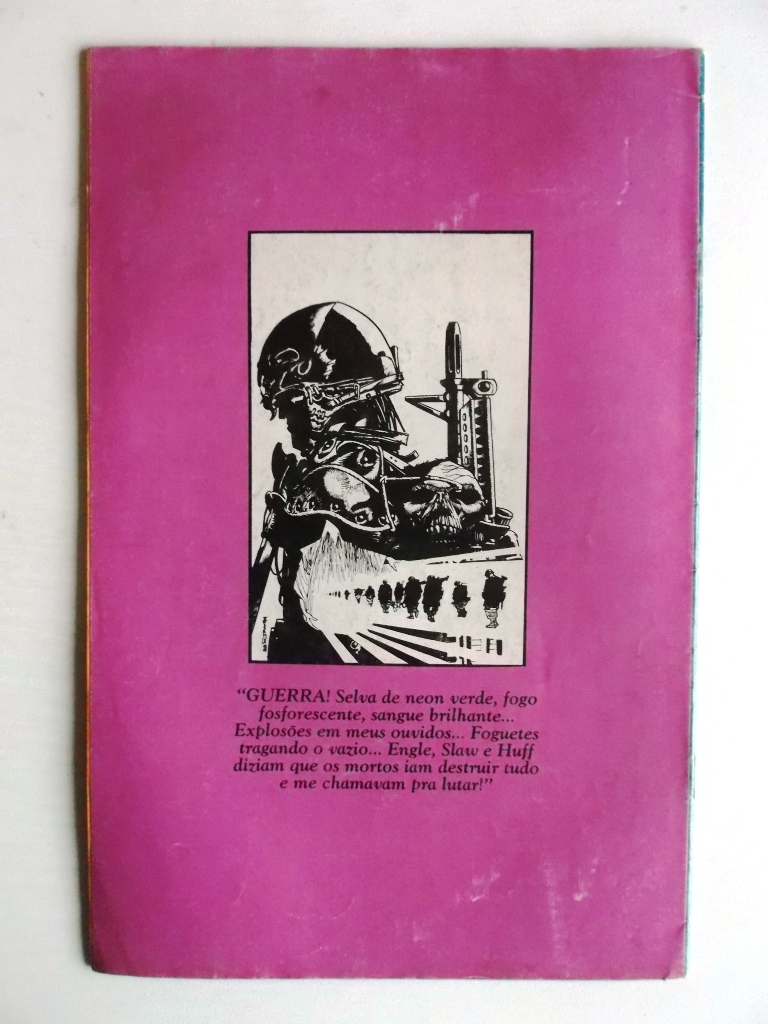 “GUERRA! Selva de neon verde, fogo
fosforescente, sangue brilhante...
Explosões em meus ouvidos... Foguetes
tragando o vazio... Engle, Slaw e Huff
diziam que os mortos iam destruir tudo
e me chamavam pra lutar!”